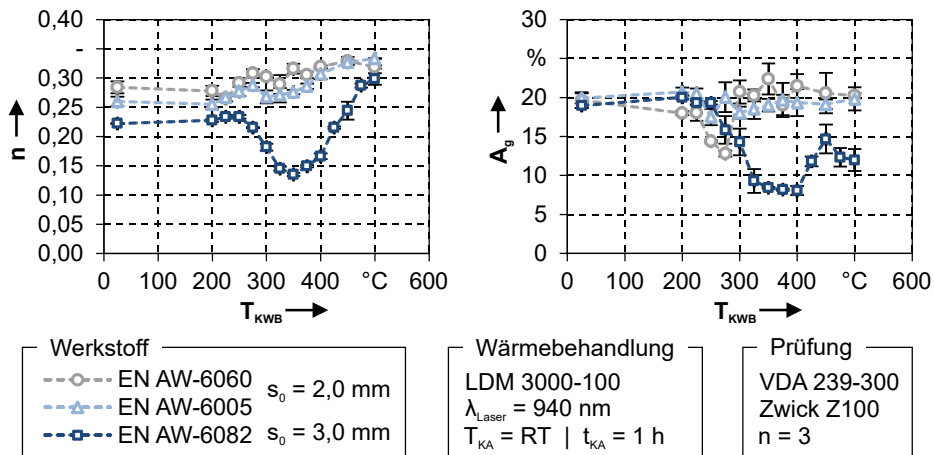 0,40
-
0,30
0,25
0,20
0,15
0,10
0,05
0,00
n
0 100 200 300 400 °C 600
T_KWB
30
%
20
15
10
5
0
A_g
0 100 200 300 400 °C 600
T_KWB
Werkstoff
EN AW-6060
EN AW-6005
s₀ = 2,0 mm
EN AW-6082 s₀ = 3,0 mm
Wärmebehandlung
LDM 3000-100
λ_Laser = 940 nm
T_KA = RT | t_KA = 1 h
Prüfung
VDA 239-300
Zwick Z100
n = 3